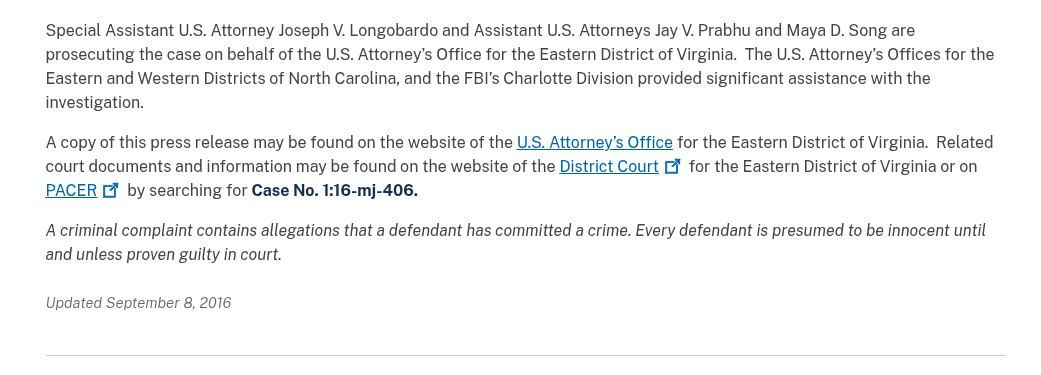 Special Assistant U.S. Attorney Joseph V. Longobardo and Assistant U.S. Attorneys Jay V. Prabhu and Maya D. Song are
prosecuting the case on behalf of the U.S. Attorney’s Office for the Eastern District of Virginia.  The U.S. Attorney’s Offices for the
Eastern and Western Districts of North Carolina, and the FBI’s Charlotte Division provided significant assistance with the
investigation.
A copy of this press release may be found on the website of the U.S. Attorney’s Office for the Eastern District of Virginia.  Related
court documents and information may be found on the website of the District Court for the Eastern District of Virginia or on
PACER by searching for Case No. 1:16-mj-406.
A criminal complaint contains allegations that a defendant has committed a crime. Every defendant is presumed to be innocent until
and unless proven guilty in court.
Updated September 8, 2016